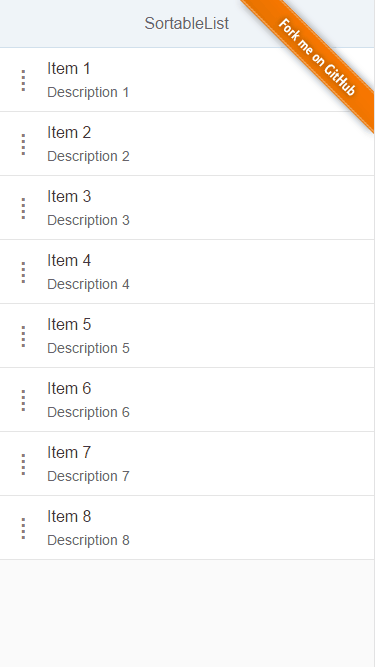 SortableList
Fork me on GitHub
Item 1
Description 1
Item 2
Description 2
Item 3
Description 3
Item 4
Description 4
Item 5
Description 5
Item 6
Description 6
Item 7
Description 7
Item 8
Description 8